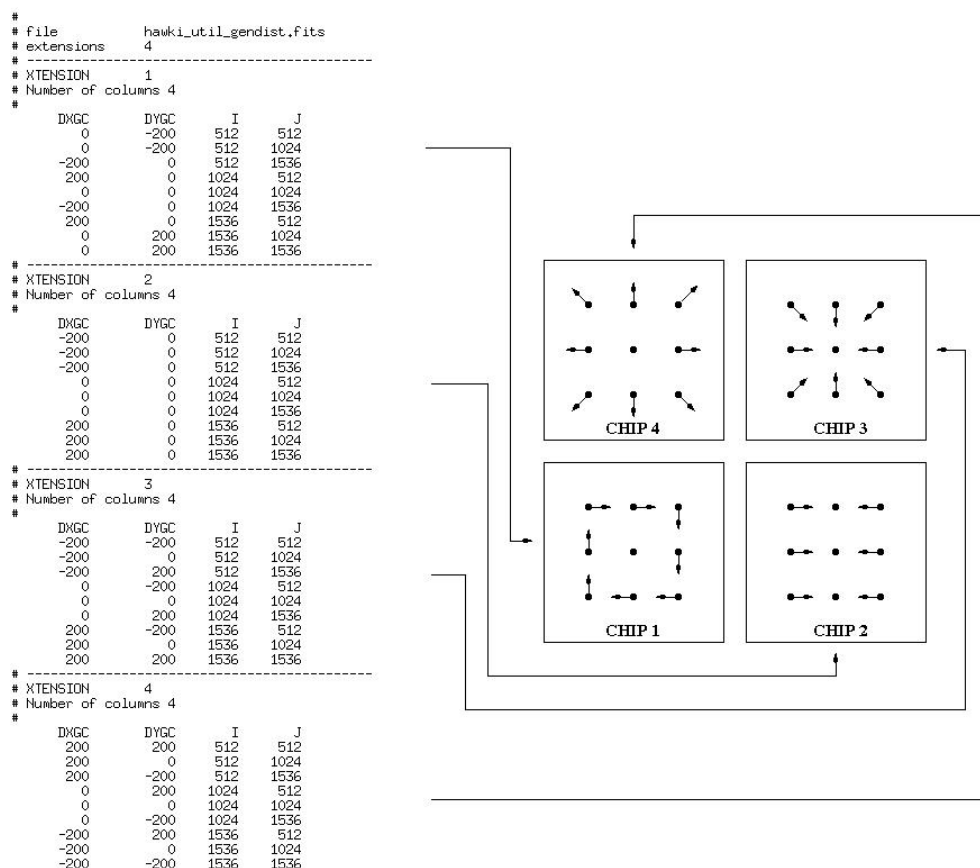 #
# file hawki_util_gendist.fits
# extensions 4
# ----------------------------------------
# XTENSION 1
# Number of columns 4
#
DXGC DYGC I J
0 -200 512 512
0 -200 512 1024
-200 0 512 1536
200 0 1024 512
0 0 1024 1024
-200 0 1024 1536
200 0 1536 512
0 200 1536 1024
0 200 1536 1536
# ----------------------------------------
# XTENSION 2
# Number of columns 4
#
DXGC DYGC I J
-200 0 512 512
-200 0 512 1024
-200 0 512 1536
0 0 1024 512
0 0 1024 1024
0 0 1024 1536
200 0 1536 512
200 0 1536 1024
200 0 1536 1536
# ----------------------------------------
# XTENSION 3
# Number of columns 4
#
DXGC DYGC I J
-200 -200 512 512
-200 0 512 1024
-200 200 512 1536
0 -200 1024 512
0 0 1024 1024
0 200 1024 1536
200 -200 1536 512
200 0 1536 1024
200 200 1536 1536
# ----------------------------------------
# XTENSION 4
# Number of columns 4
#
DXGC DYGC I J
200 200 512 512
200 0 512 1024
200 -200 512 1536
0 200 1024 512
0 0 1024 1024
0 -200 1024 1536
-200 200 1536 512
-200 0 1536 1024
-200 -200 1536 1536
CHIP 4
CHIP 3
CHIP 1
CHIP 2